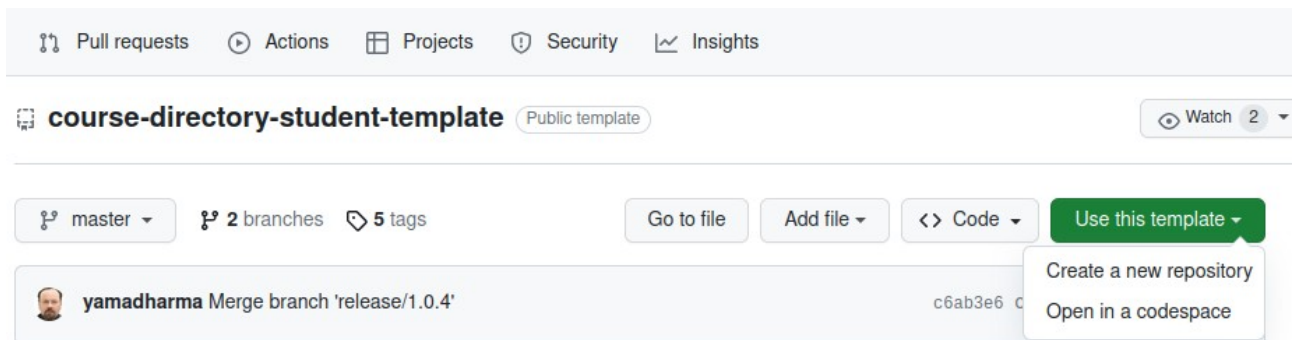 Pull requests Actions Projects Security Insights
course-directory-student-template Public template Watch 2
master 2 branches 5 tags Go to file Add file <> Code Use this template
Create a new repository
yamadharma Merge branch 'release/1.0.4' c6ab3e6
Open in a codespace